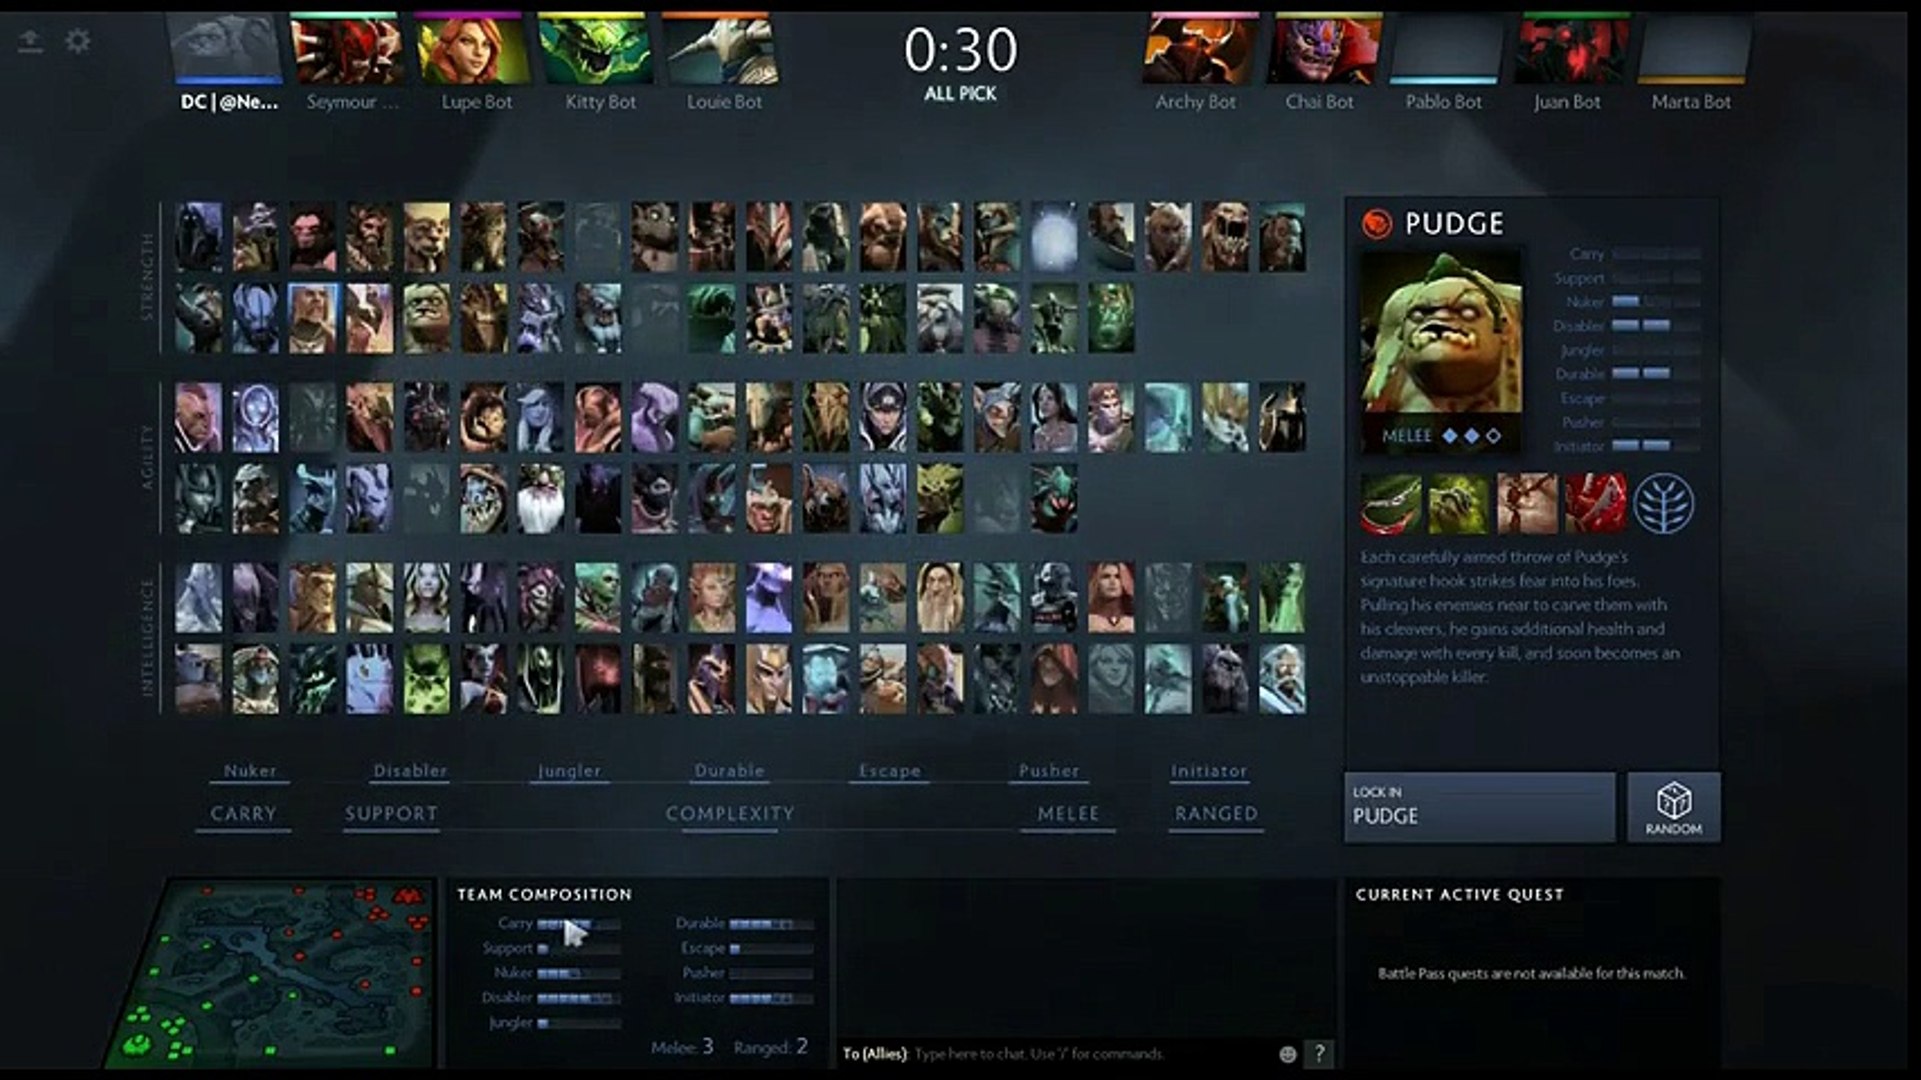 0:30
ALL PICK
DC | @Ne...
Seymour ...
Lupe Bot
Kitty Bot
Louie Bot
Archy Bot
Chai Bot
Pablo Bot
Juan Bot
Marta Bot
STRENGTH
AGILITY
INTELLIGENCE
PUDGE
Carry
Support
Nuker
Disabler
Jungler
Durable
Escape
Pusher
Initiator
MELEE
Each carefully aimed throw of Pudge's
signature hook strikes fear into his foes.
Pulling his enemies near to carve them with
his cleavers, he gains additional health and
damage with every kill, and soon becomes an
unstoppable killer.
Nuker
Disabler
Jungler
Durable
Escape
Pusher
Initiator
CARRY
SUPPORT
COMPLEXITY
MELEE
RANGED
LOCK IN
PUDGE
RANDOM
TEAM COMPOSITION
Carry
Support
Nuker
Disabler
Jungler
Durable
Escape
Pusher
Initiator
Melee: 3 Ranged: 2
To (Allies): Type here to chat. Use '/' for commands.
?
CURRENT ACTIVE QUEST
Battle Pass quests are not available for this match.